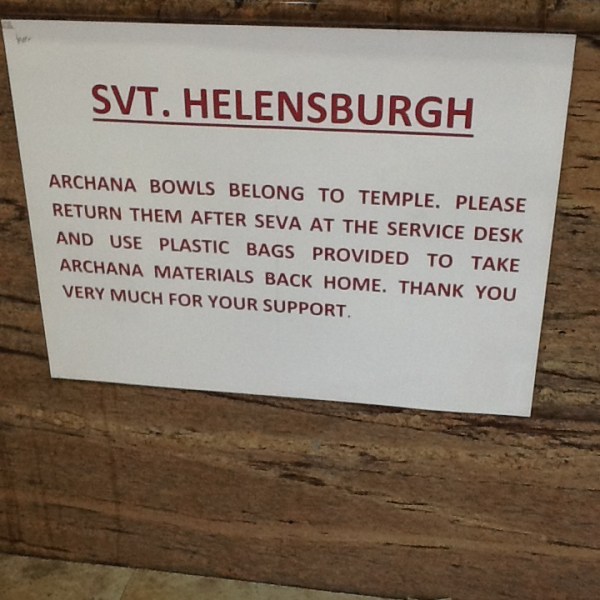 SVT. HELENSBURGH
ARCHANA BOWLS BELONG TO TEMPLE. PLEASE
RETURN THEM AFTER SEVA AT THE SERVICE DESK
AND USE PLASTIC BAGS PROVIDED TO TAKE
ARCHANA MATERIALS BACK HOME. THANK YOU
VERY MUCH FOR YOUR SUPPORT.